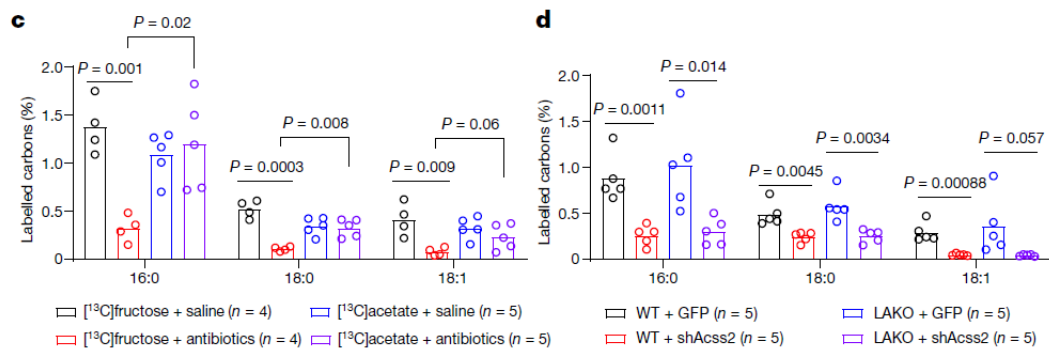 c
P = 0.02
P = 0.001
P = 0.008
P = 0.06
P = 0.0003
P = 0.009
Labelled carbons (%)
2.0
1.5
1.0
0.5
0
16:0
18:0
18:1
[¹³C]fructose + saline (n = 4)
[¹³C]acetate + saline (n = 5)
[¹³C]fructose + antibiotics (n = 4)
[¹³C]acetate + antibiotics (n = 5)
d
P = 0.014
P = 0.0011
P = 0.0034
P = 0.057
P = 0.0045
P = 0.00088
Labelled carbons (%)
2.0
1.5
1.0
0.5
0
16:0
18:0
18:1
WT + GFP (n = 5)
LAKO + GFP (n = 5)
WT + shAcss2 (n = 5)
LAKO + shAcss2 (n = 5)